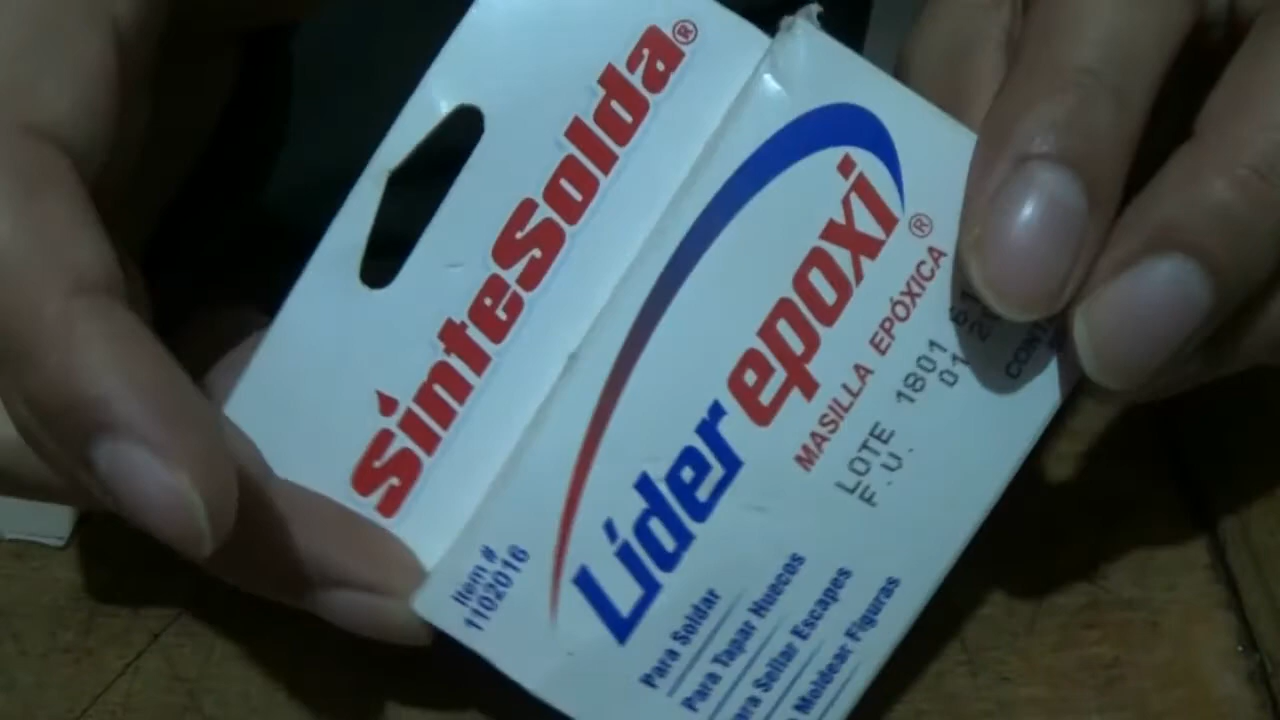 SinteSolda®
Líder epoxi®
MASILLA EPÓXICA
LOTE 1801
F.U. 01
Item #
1102016
Para Soldar
Para Tapar Huecos
Para Sellar Escapes
Moldear Figuras